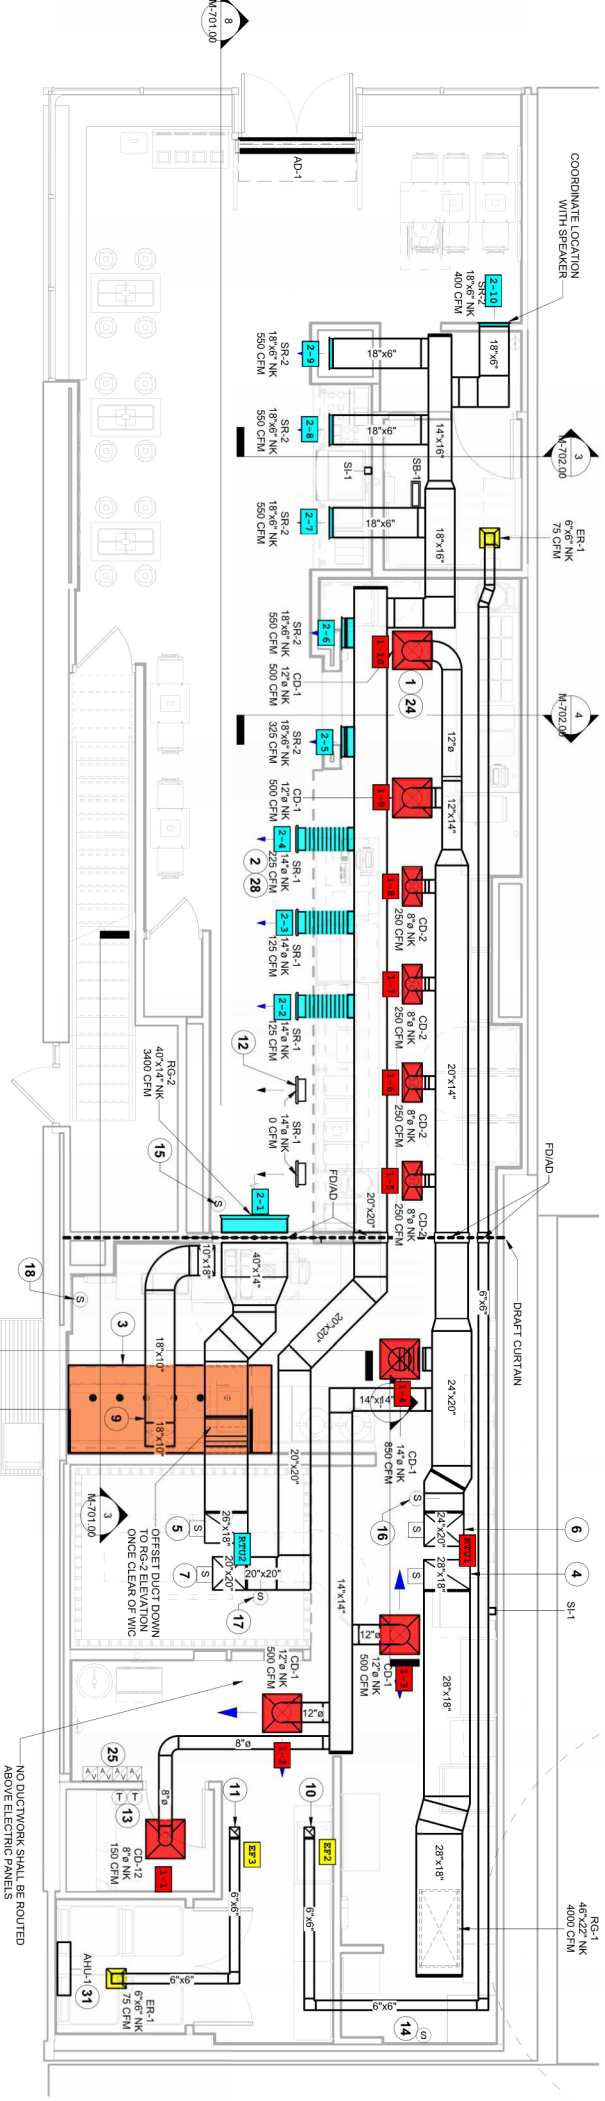 8
M-701.00
AD-1
COORDINATE LOCATION
WITH SPEAKER
2-10
SR-2
18"x6" NK
400 CFM
18"x6"
2-9
SR-2
18"x6" NK
550 CFM
18"x6"
2-8
SR-2
18"x6" NK
550 CFM
18"x6"
14"x16"
3
M-702.00
SI-1
SB-1
2-7
SR-2
18"x6" NK
550 CFM
18"x6"
18"x16"
ER-1
6"x6" NK
75 CFM
2-6
SR-2
18"x6" NK
550 CFM
1-10
CD-1
12"ø NK
500 CFM
1
24
4
M-702.00
2-5
SR-2
18"x6" NK
325 CFM
12"ø
1-9
CD-1
12"ø NK
500 CFM
12"x14"
2-4
SR-1
14"ø NK
225 CFM
2
28
1-8
CD-2
8"ø NK
250 CFM
2-3
SR-1
14"ø NK
125 CFM
1-7
CD-2
8"ø NK
250 CFM
2-2
SR-1
14"ø NK
125 CFM
1-6
CD-2
8"ø NK
250 CFM
20"x14"
12
SR-1
14"ø NK
0 CFM
1-5
CD-2
8"ø NK
250 CFM
RG-2
40"x14" NK
3400 CFM
15
S
2-1
FD/AD
20"x20"
FD/AD
DRAFT CURTAIN
6"x6"
18
S
10"x18"
40"x14"
20"x20"
3
18"x10"
9
18"x10"
1-4
CD-1
14"ø NK
850 CFM
14"x14"
24"x20"
20"x20"
3
M-701.00
OFFSET DUCT DOWN
TO RG-2 ELEVATION
ONCE CLEAR OF WIC
5
S
26"x18"
RTU2
7
S
20"x20"
20"x20"
S
17
16
S
24"x20"
S
RTU1
6
28"x18"
S
4
SI-1
14"x14"
12"ø
1-3
CD-1
12"ø NK
500 CFM
28"x18"
CD-1
12"ø NK
500 CFM
12"ø
1-2
8"ø
NO DUCTWORK SHALL BE ROUTED
ABOVE ELECTRIC PANELS
25
A V
A V
A V
A V
T T
13
8"ø
CD-12
8"ø NK
150 CFM
1-1
11
EF3
10
EF2
28"x18"
RG-1
46"x22" NK
4000 CFM
6"x6"
6"x6"
AHU-1
31
ER-1
6"x6" NK
75 CFM
6"x6"
6"x6"
14
S